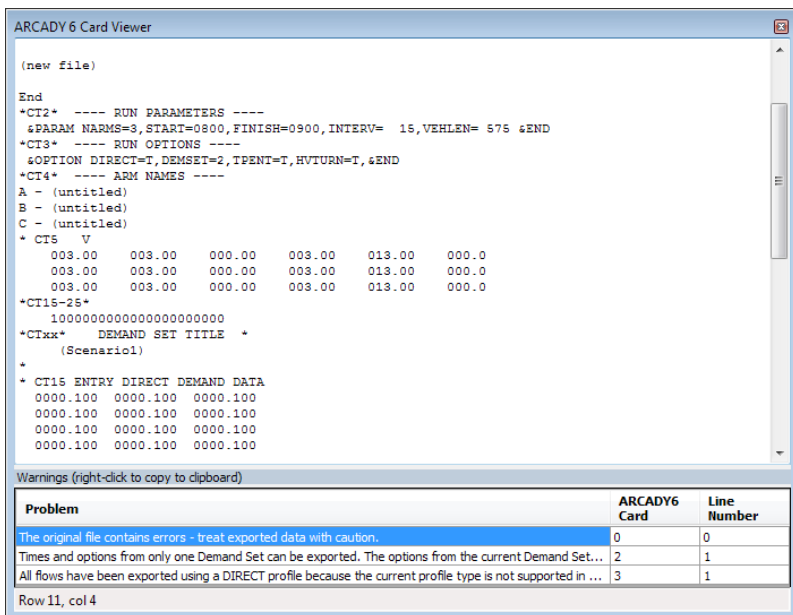 ARCADY 6 Card Viewer
(new file)
End
*CT2*  ---- RUN PARAMETERS ----
 &PARAM NARMS=3,START=0800,FINISH=0900,INTERV=  15,VEHLEN= 575 &END
*CT3*  ---- RUN OPTIONS ----
 &OPTION DIRECT=T,DEMSET=2,TPENT=T,HVTURN=T,&END
*CT4*  ---- ARM NAMES ----
A - (untitled)
B - (untitled)
C - (untitled)
* CT5   V
    003.00    003.00    000.00    003.00    013.00    000.0
    003.00    003.00    000.00    003.00    013.00    000.0
    003.00    003.00    000.00    003.00    013.00    000.0
*CT15-25*
    1000000000000000000000
*CTxx*    DEMAND SET TITLE  *
     (Scenario1)
*
* CT15 ENTRY DIRECT DEMAND DATA
  0000.100  0000.100  0000.100
  0000.100  0000.100  0000.100
  0000.100  0000.100  0000.100
  0000.100  0000.100  0000.100
Warnings (right-click to copy to clipboard)
Problem ARCADY6 Card Line Number
The original file contains errors - treat exported data with caution. 0 0
Times and options from only one Demand Set can be exported. The options from the current Demand Set... 2 1
All flows have been exported using a DIRECT profile because the current profile type is not supported in ... 3 1
Row 11, col 4